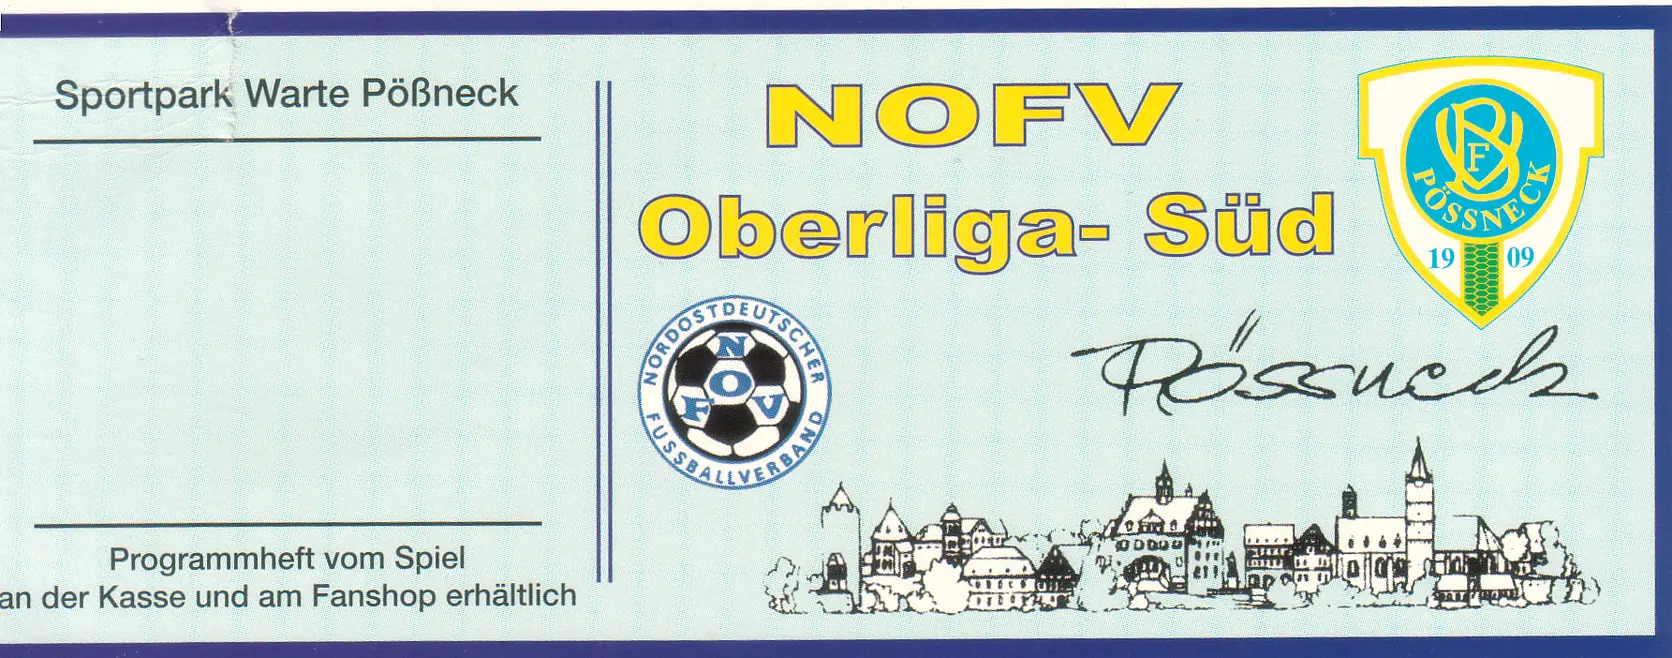 Sportpark Warte Pößneck
Programmheft vom Spiel
an der Kasse und am Fanshop erhältlich
NOFV
Oberliga- Süd
VfB
PÖSSNECK
19 09
NORDOSTDEUTSCHER
FUSSBALLVERBAND
N
O
F V
Pössneck